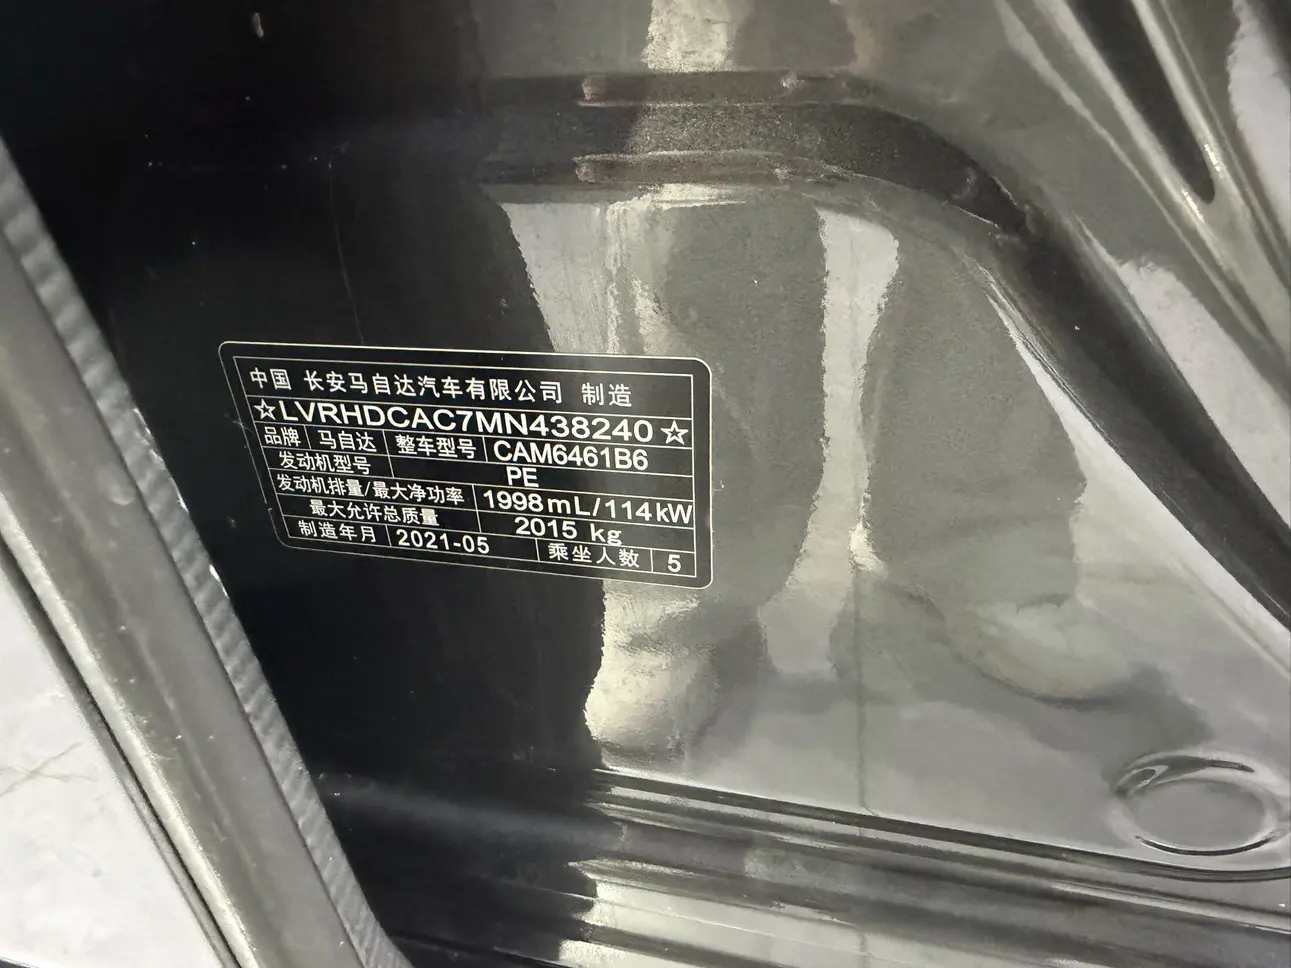 中国 长安马自达汽车有限公司 制造
☆LVRHDCAC7MN438240☆
品牌 马自达 整车型号 CAM6461B6
发动机型号 PE
发动机排量/最大净功率 1998mL/114kW
最大允许总质量 2015 kg
制造年月 2021-05 乘坐人数 5